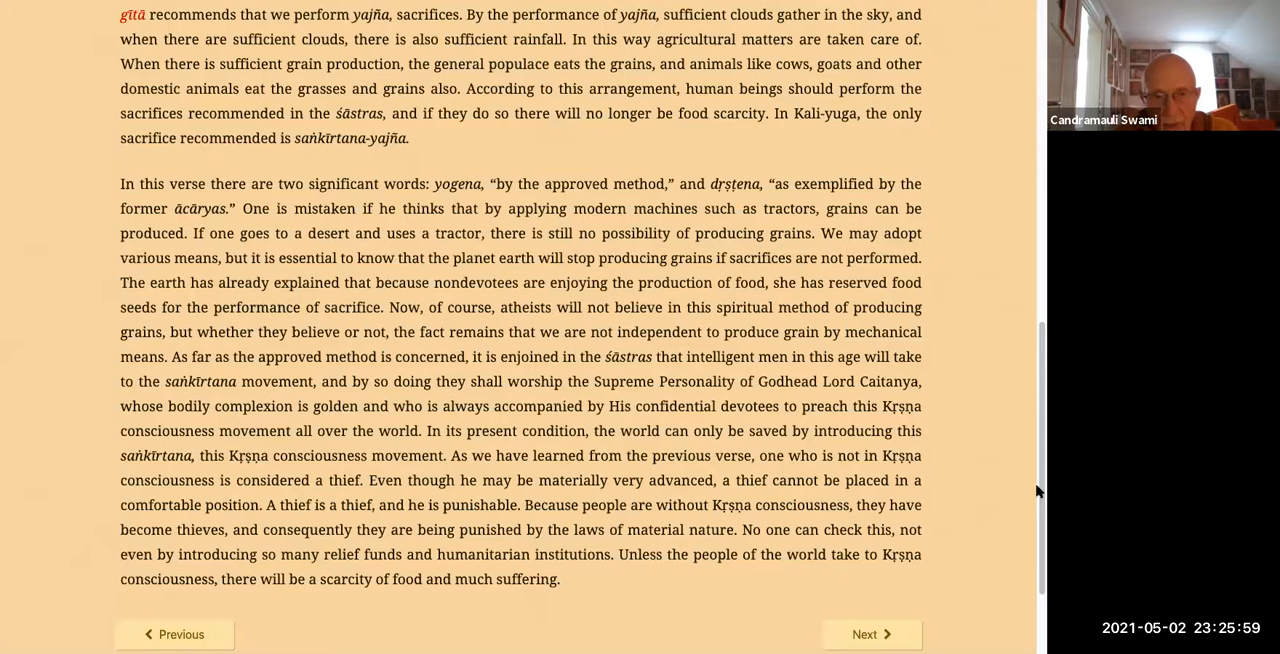 gītā recommends that we perform yajña, sacrifices. By the performance of yajña, sufficient clouds gather in the sky, and
when there are sufficient clouds, there is also sufficient rainfall. In this way agricultural matters are taken care of.
When there is sufficient grain production, the general populace eats the grains, and animals like cows, goats and other
domestic animals eat the grasses and grains also. According to this arrangement, human beings should perform the
sacrifices recommended in the śāstras, and if they do so there will no longer be food scarcity. In Kali-yuga, the only
sacrifice recommended is saṅkīrtana-yajña.
In this verse there are two significant words: yogena, “by the approved method,” and dṛṣṭena, “as exemplified by the
former ācāryas.” One is mistaken if he thinks that by applying modern machines such as tractors, grains can be
produced. If one goes to a desert and uses a tractor, there is still no possibility of producing grains. We may adopt
various means, but it is essential to know that the planet earth will stop producing grains if sacrifices are not performed.
The earth has already explained that because nondevotees are enjoying the production of food, she has reserved food
seeds for the performance of sacrifice. Now, of course, atheists will not believe in this spiritual method of producing
grains, but whether they believe or not, the fact remains that we are not independent to produce grain by mechanical
means. As far as the approved method is concerned, it is enjoined in the śāstras that intelligent men in this age will take
to the saṅkīrtana movement, and by so doing they shall worship the Supreme Personality of Godhead Lord Caitanya,
whose bodily complexion is golden and who is always accompanied by His confidential devotees to preach this Kṛṣṇa
consciousness movement all over the world. In its present condition, the world can only be saved by introducing this
saṅkīrtana, this Kṛṣṇa consciousness movement. As we have learned from the previous verse, one who is not in Kṛṣṇa
consciousness is considered a thief. Even though he may be materially very advanced, a thief cannot be placed in a
comfortable position. A thief is a thief, and he is punishable. Because people are without Kṛṣṇa consciousness, they have
become thieves, and consequently they are being punished by the laws of material nature. No one can check this, not
even by introducing so many relief funds and humanitarian institutions. Unless the people of the world take to Kṛṣṇa
consciousness, there will be a scarcity of food and much suffering.
Previous
Next
Candramauli Swami
2021-05-02 23:25:59